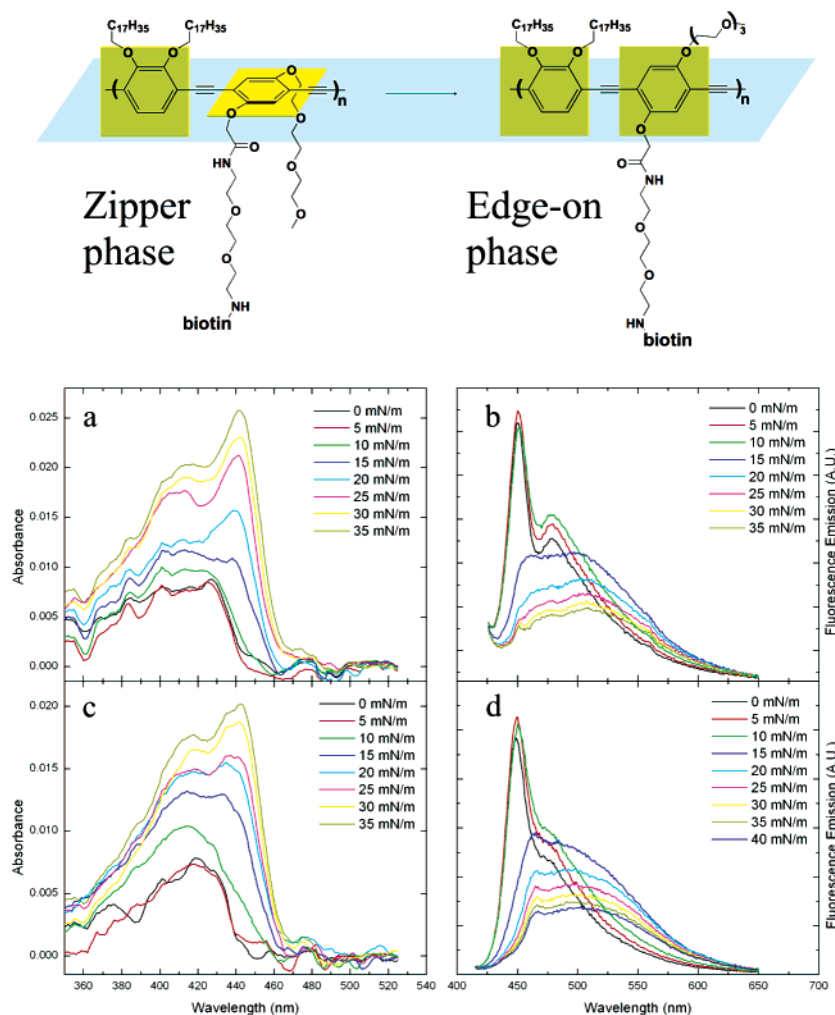 C17H35
C17H35
C17H35
C17H35
O
O
O
n
O
O
O
O
3
n
O
O
HN
O
O
O
O
NH
biotin
O
O
O
HN
O
O
NH
biotin
Zipper
phase
Edge-on
phase
a
0 mN/m
5 mN/m
10 mN/m
15 mN/m
20 mN/m
25 mN/m
30 mN/m
35 mN/m
0.025
0.020
0.015
0.010
0.005
0.000
Absorbance
b
0 mN/m
5 mN/m
10 mN/m
15 mN/m
20 mN/m
25 mN/m
30 mN/m
35 mN/m
Fluorescence Emission (A.U.)
c
0 mN/m
5 mN/m
10 mN/m
15 mN/m
20 mN/m
25 mN/m
30 mN/m
35 mN/m
0.020
0.015
0.010
0.005
0.000
Absorbance
360 380 400 420 440 460 480 500 520 540
Wavelength (nm)
d
0 mN/m
5 mN/m
10 mN/m
15 mN/m
20 mN/m
25 mN/m
30 mN/m
35 mN/m
40 mN/m
Fluorescence Emission (A.U.)
400 450 500 550 600 650 700
Wavelength (nm)